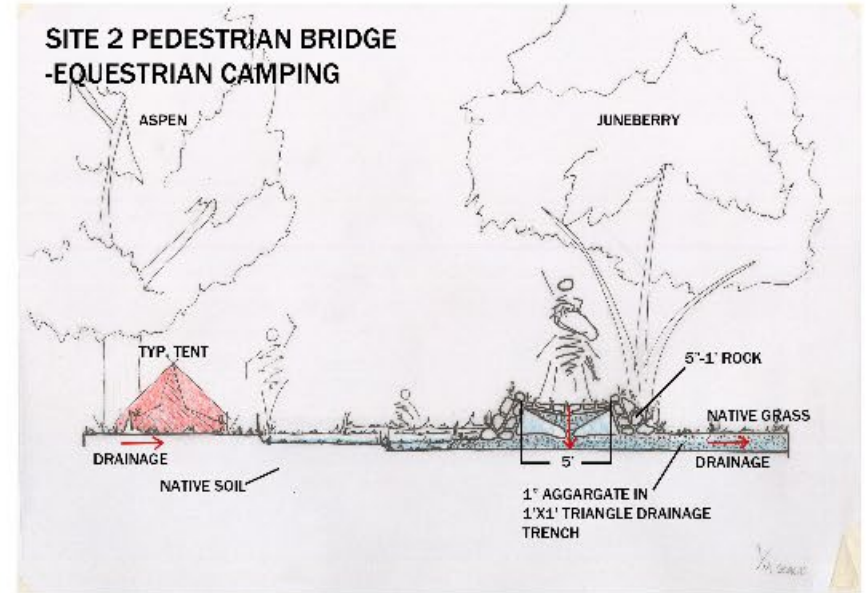 SITE 2 PEDESTRIAN BRIDGE
-EQUESTRIAN CAMPING
ASPEN
JUNEBERRY
TYP. TENT
5"-1' ROCK
NATIVE GRASS
DRAINAGE
DRAINAGE
NATIVE SOIL
5'
1" AGGARGATE IN
1'X1' TRIANGLE DRAINAGE
TRENCH
SCALE